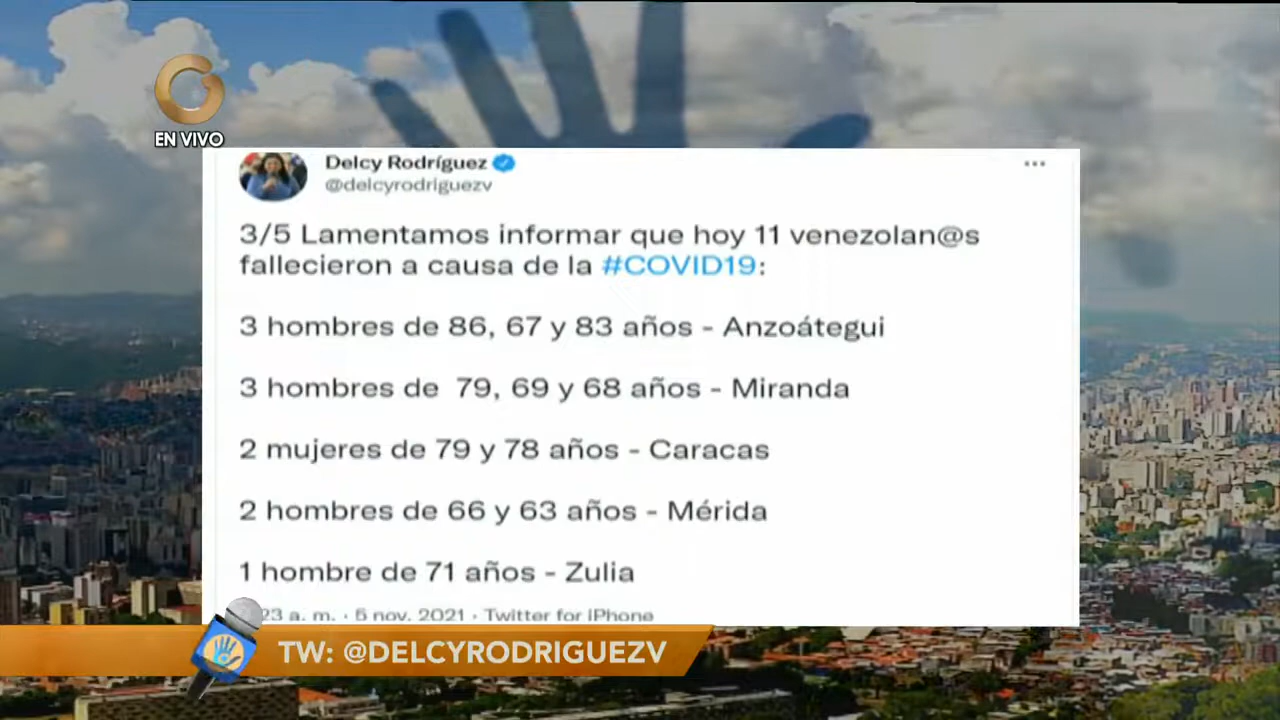 EN VIVO
Delcy Rodríguez
@delcyrodriguezv
3/5 Lamentamos informar que hoy 11 venezolan@s
fallecieron a causa de la #COVID19:
3 hombres de 86, 67 y 83 años - Anzoátegui
3 hombres de 79, 69 y 68 años - Miranda
2 mujeres de 79 y 78 años - Caracas
2 hombres de 66 y 63 años - Mérida
1 hombre de 71 años - Zulia
23 a. m. · 5 nov. 2021 · Twitter for iPhone
TW: @DELCYRODRIGUEZV